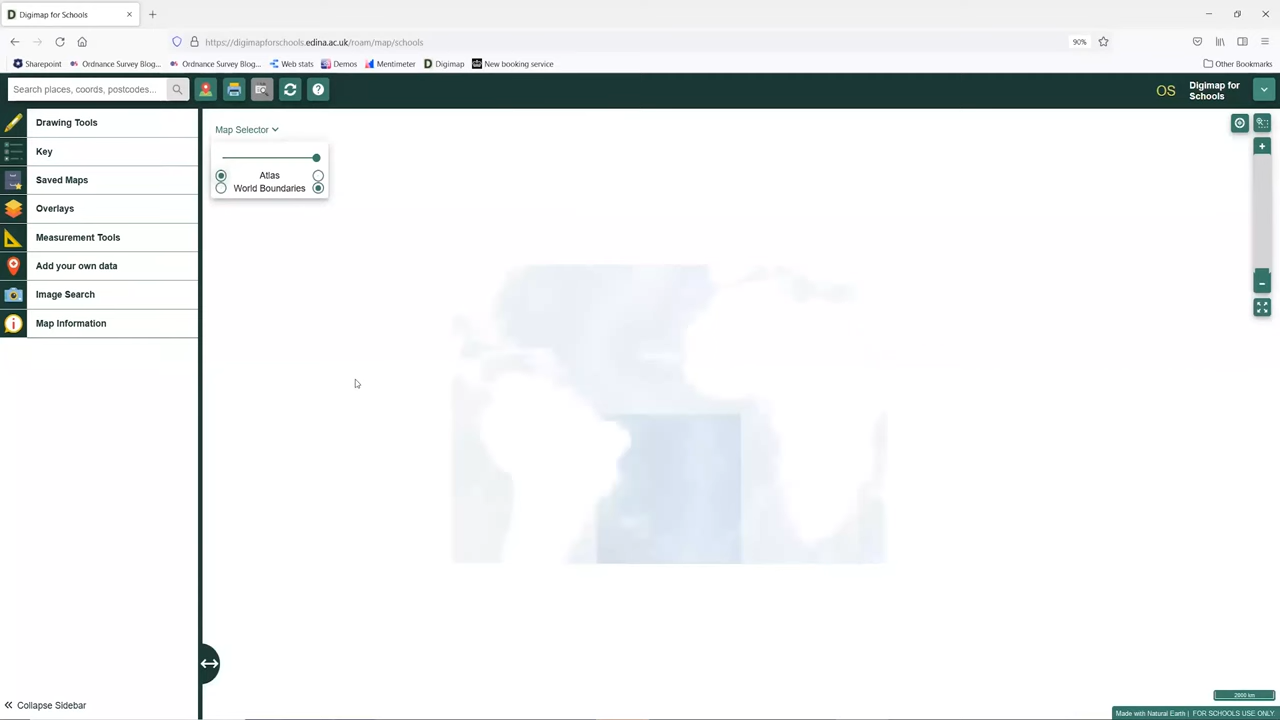 Digimap for Schools
https://digimapforschools.edina.ac.uk/roam/map/schools
90%
Sharepoint
Ordnance Survey Blog...
Ordnance Survey Blog...
Web stats
Demos
Mentimeter
Digimap
New booking service
Other Bookmarks
Search places, coords, postcodes...
OS
Digimap for
Schools
Drawing Tools
Key
Saved Maps
Overlays
Measurement Tools
Add your own data
Image Search
Map Information
Collapse Sidebar
Map Selector
Atlas
World Boundaries
2000 km
Made with Natural Earth | FOR SCHOOLS USE ONLY